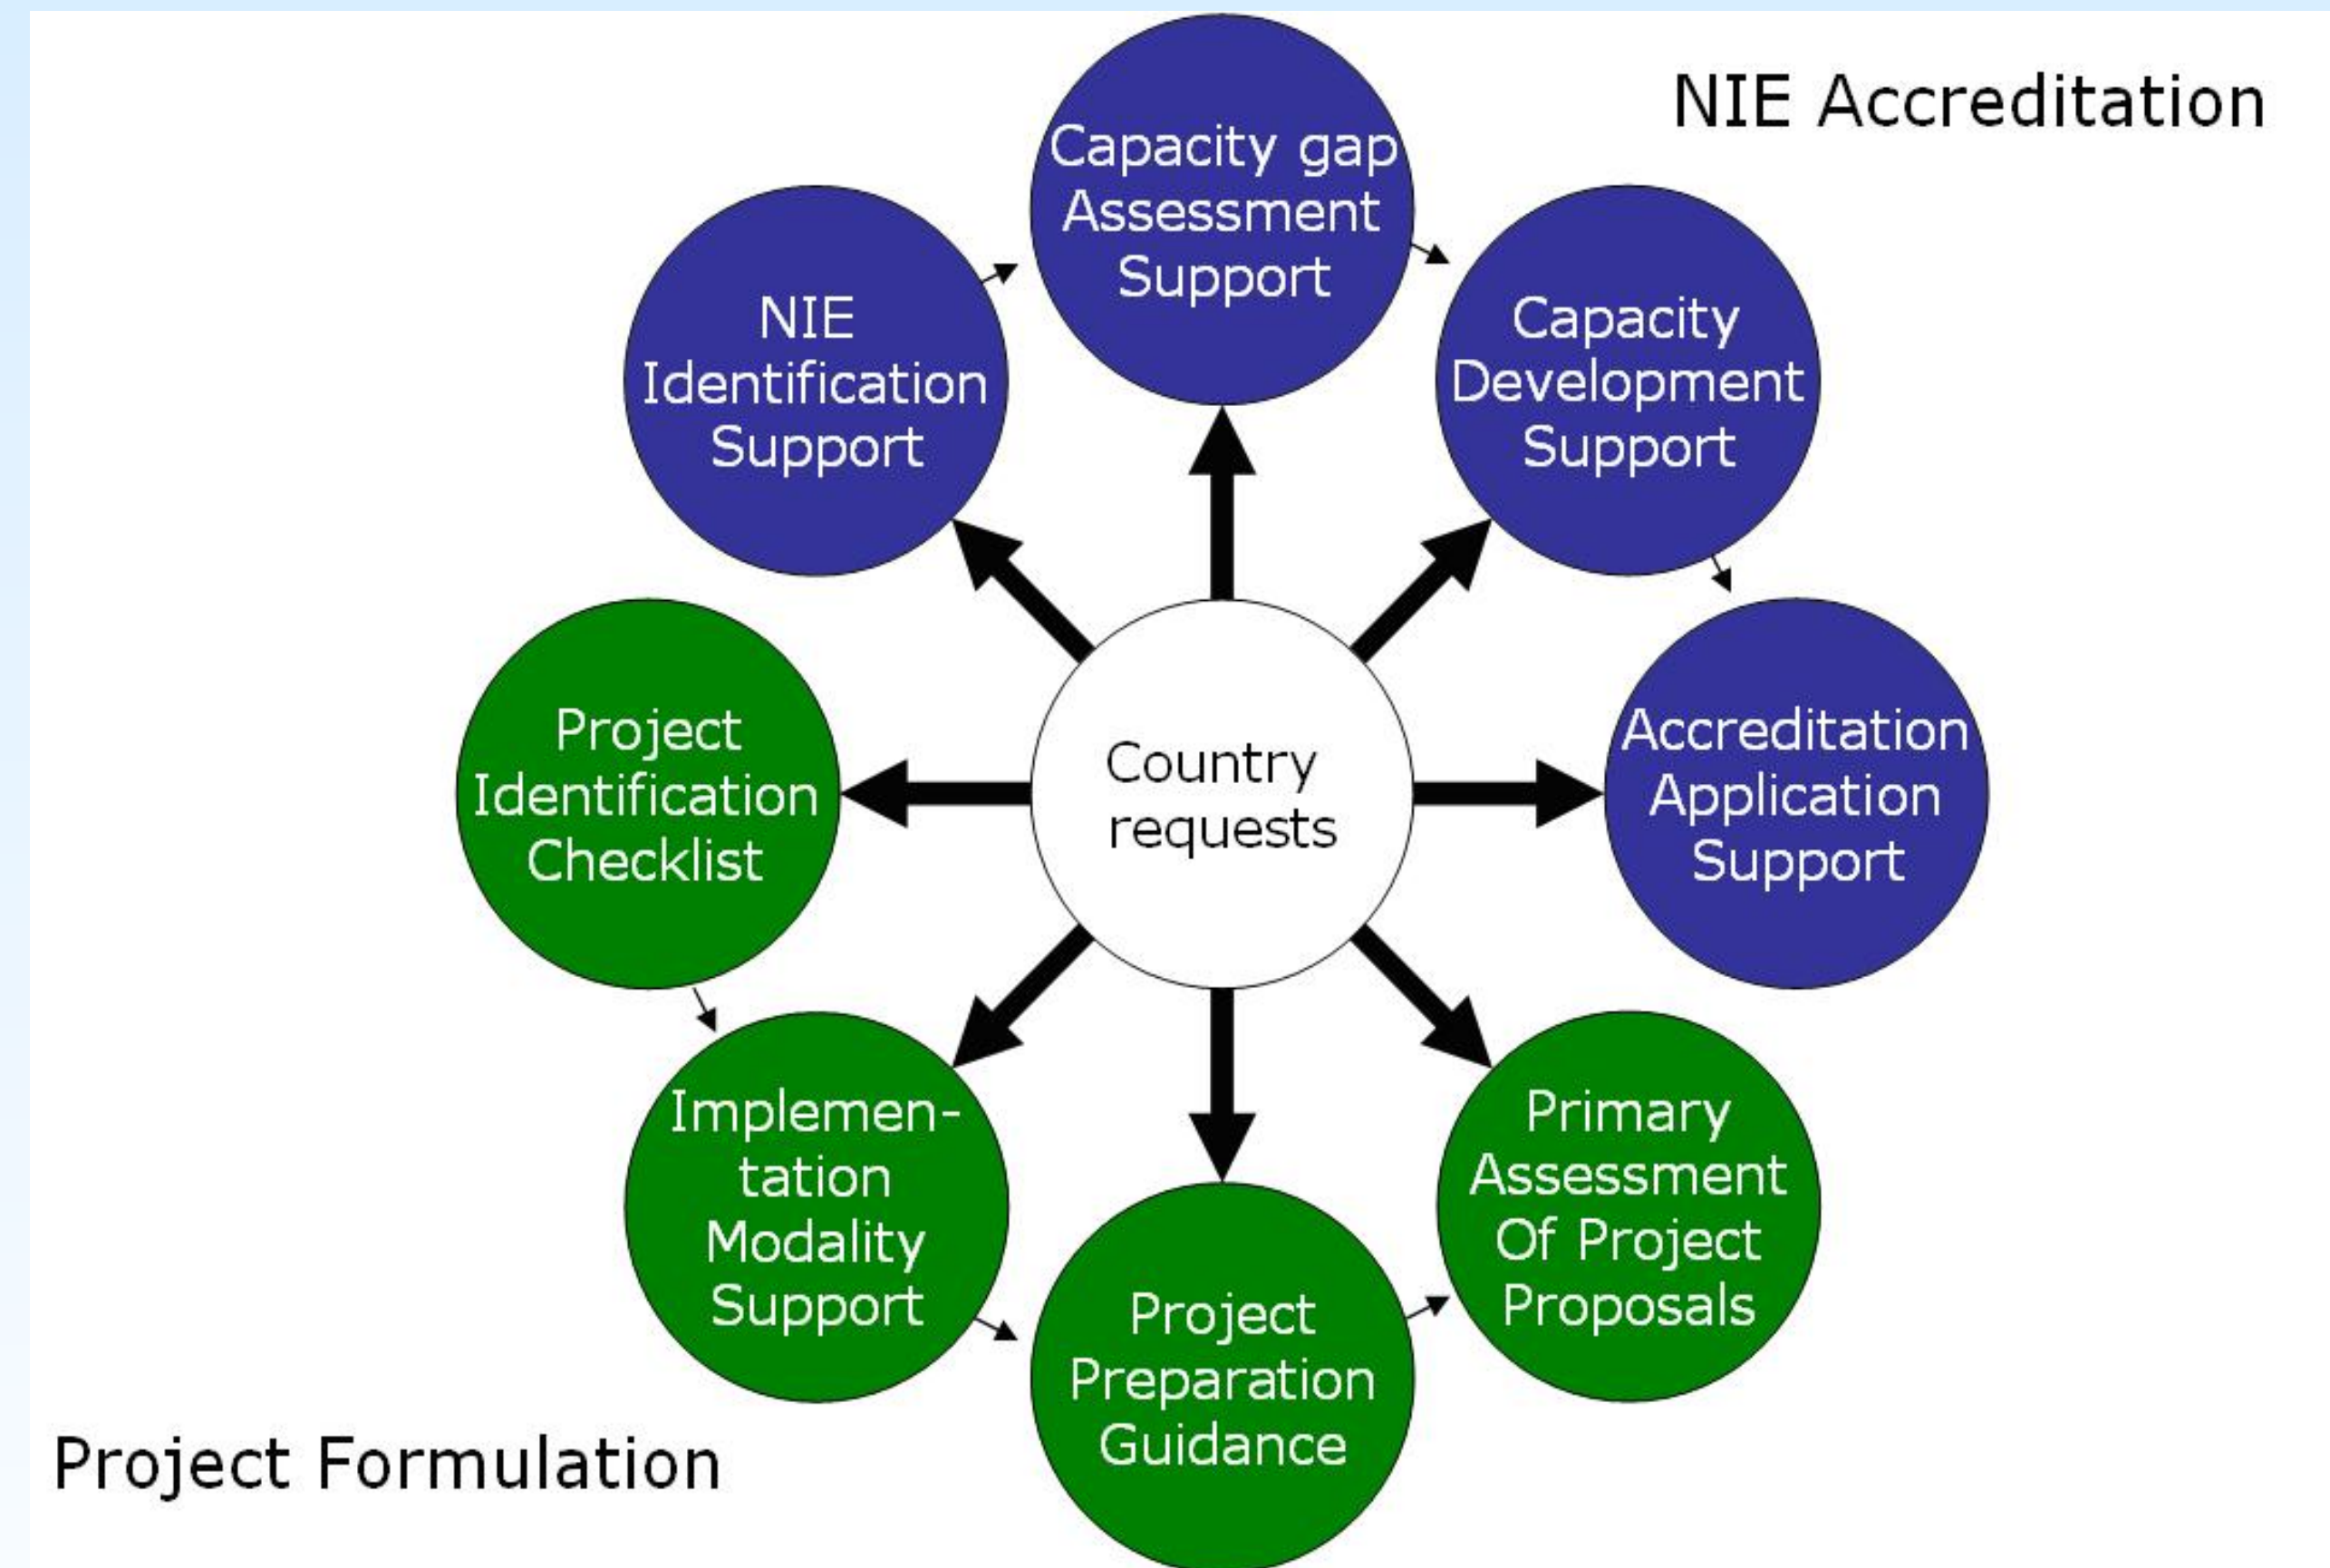 NIE Accreditation
Capacity gap
Assessment
Support
NIE
Identification
Support
Capacity
Development
Support
Project
Identification
Checklist
Country
requests
Accreditation
Application
Support
Implemen-
tation
Modality
Support
Project
Preparation
Guidance
Primary
Assessment
Of Project
Proposals
Project Formulation